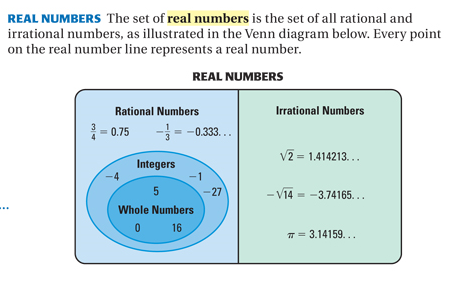 REAL NUMBERS The set of real numbers is the set of all rational and
irrational numbers, as illustrated in the Venn diagram below. Every point
on the real number line represents a real number.
REAL NUMBERS
Rational Numbers
3/4 = 0.75 -1/3 = -0.333. . .
Integers
-4 -1
5 -27
Whole Numbers
0 16
Irrational Numbers
√2 = 1.414213. . .
-√14 = -3.74165. . .
π = 3.14159. . .
...